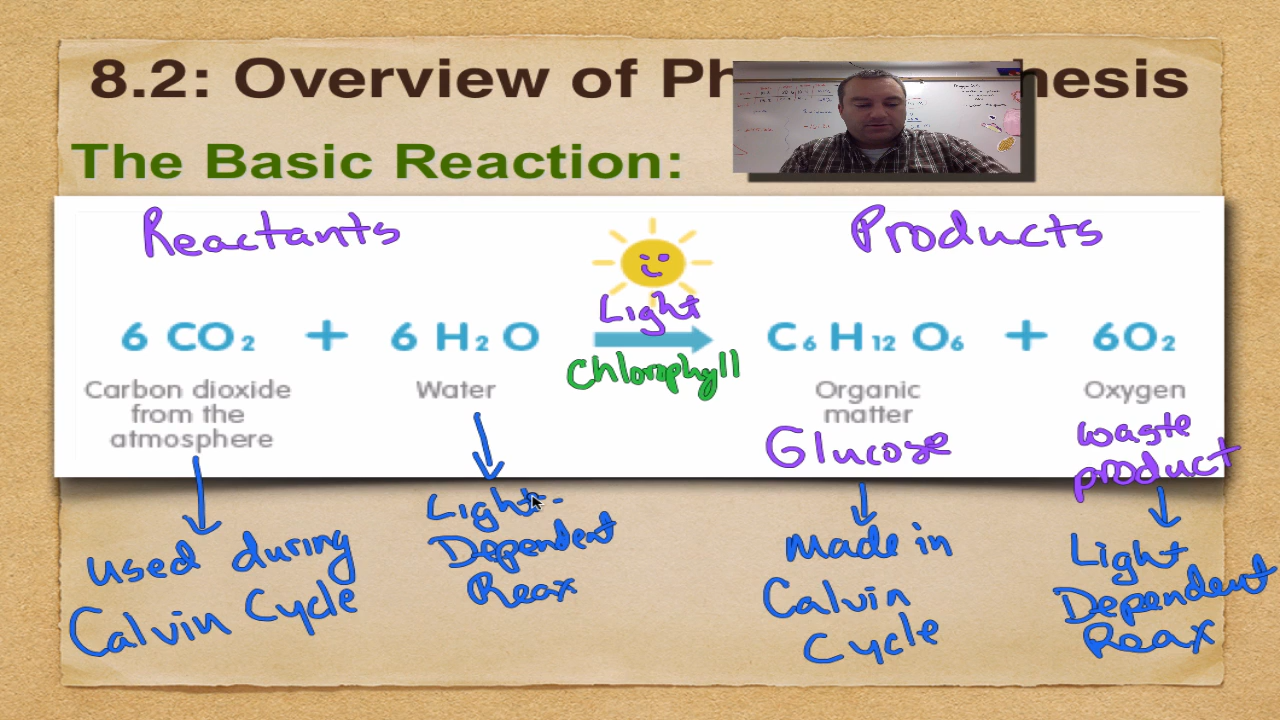 8.2: Overview of Ph hesis
The Basic Reaction:
Reactants
Products
Light
6 CO2 + 6 H2O C6H12O6 + 6O2
Chlorophyll
Carbon dioxide
from the
atmosphere
Water
Organic
matter
Oxygen
Glucose
waste
product
Used during
Calvin Cycle
Light-
Dependent
Reax
Made in
Calvin
Cycle
Light
Dependent
Reax